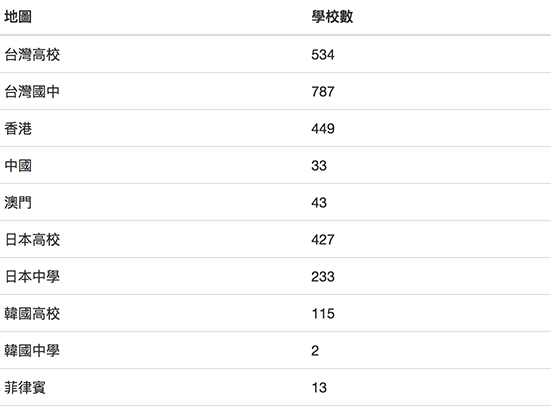 地圖 學校數
台灣高校 534
台灣國中 787
香港 449
中國 33
澳門 43
日本高校 427
日本中學 233
韓國高校 115
韓國中學 2
菲律賓 13